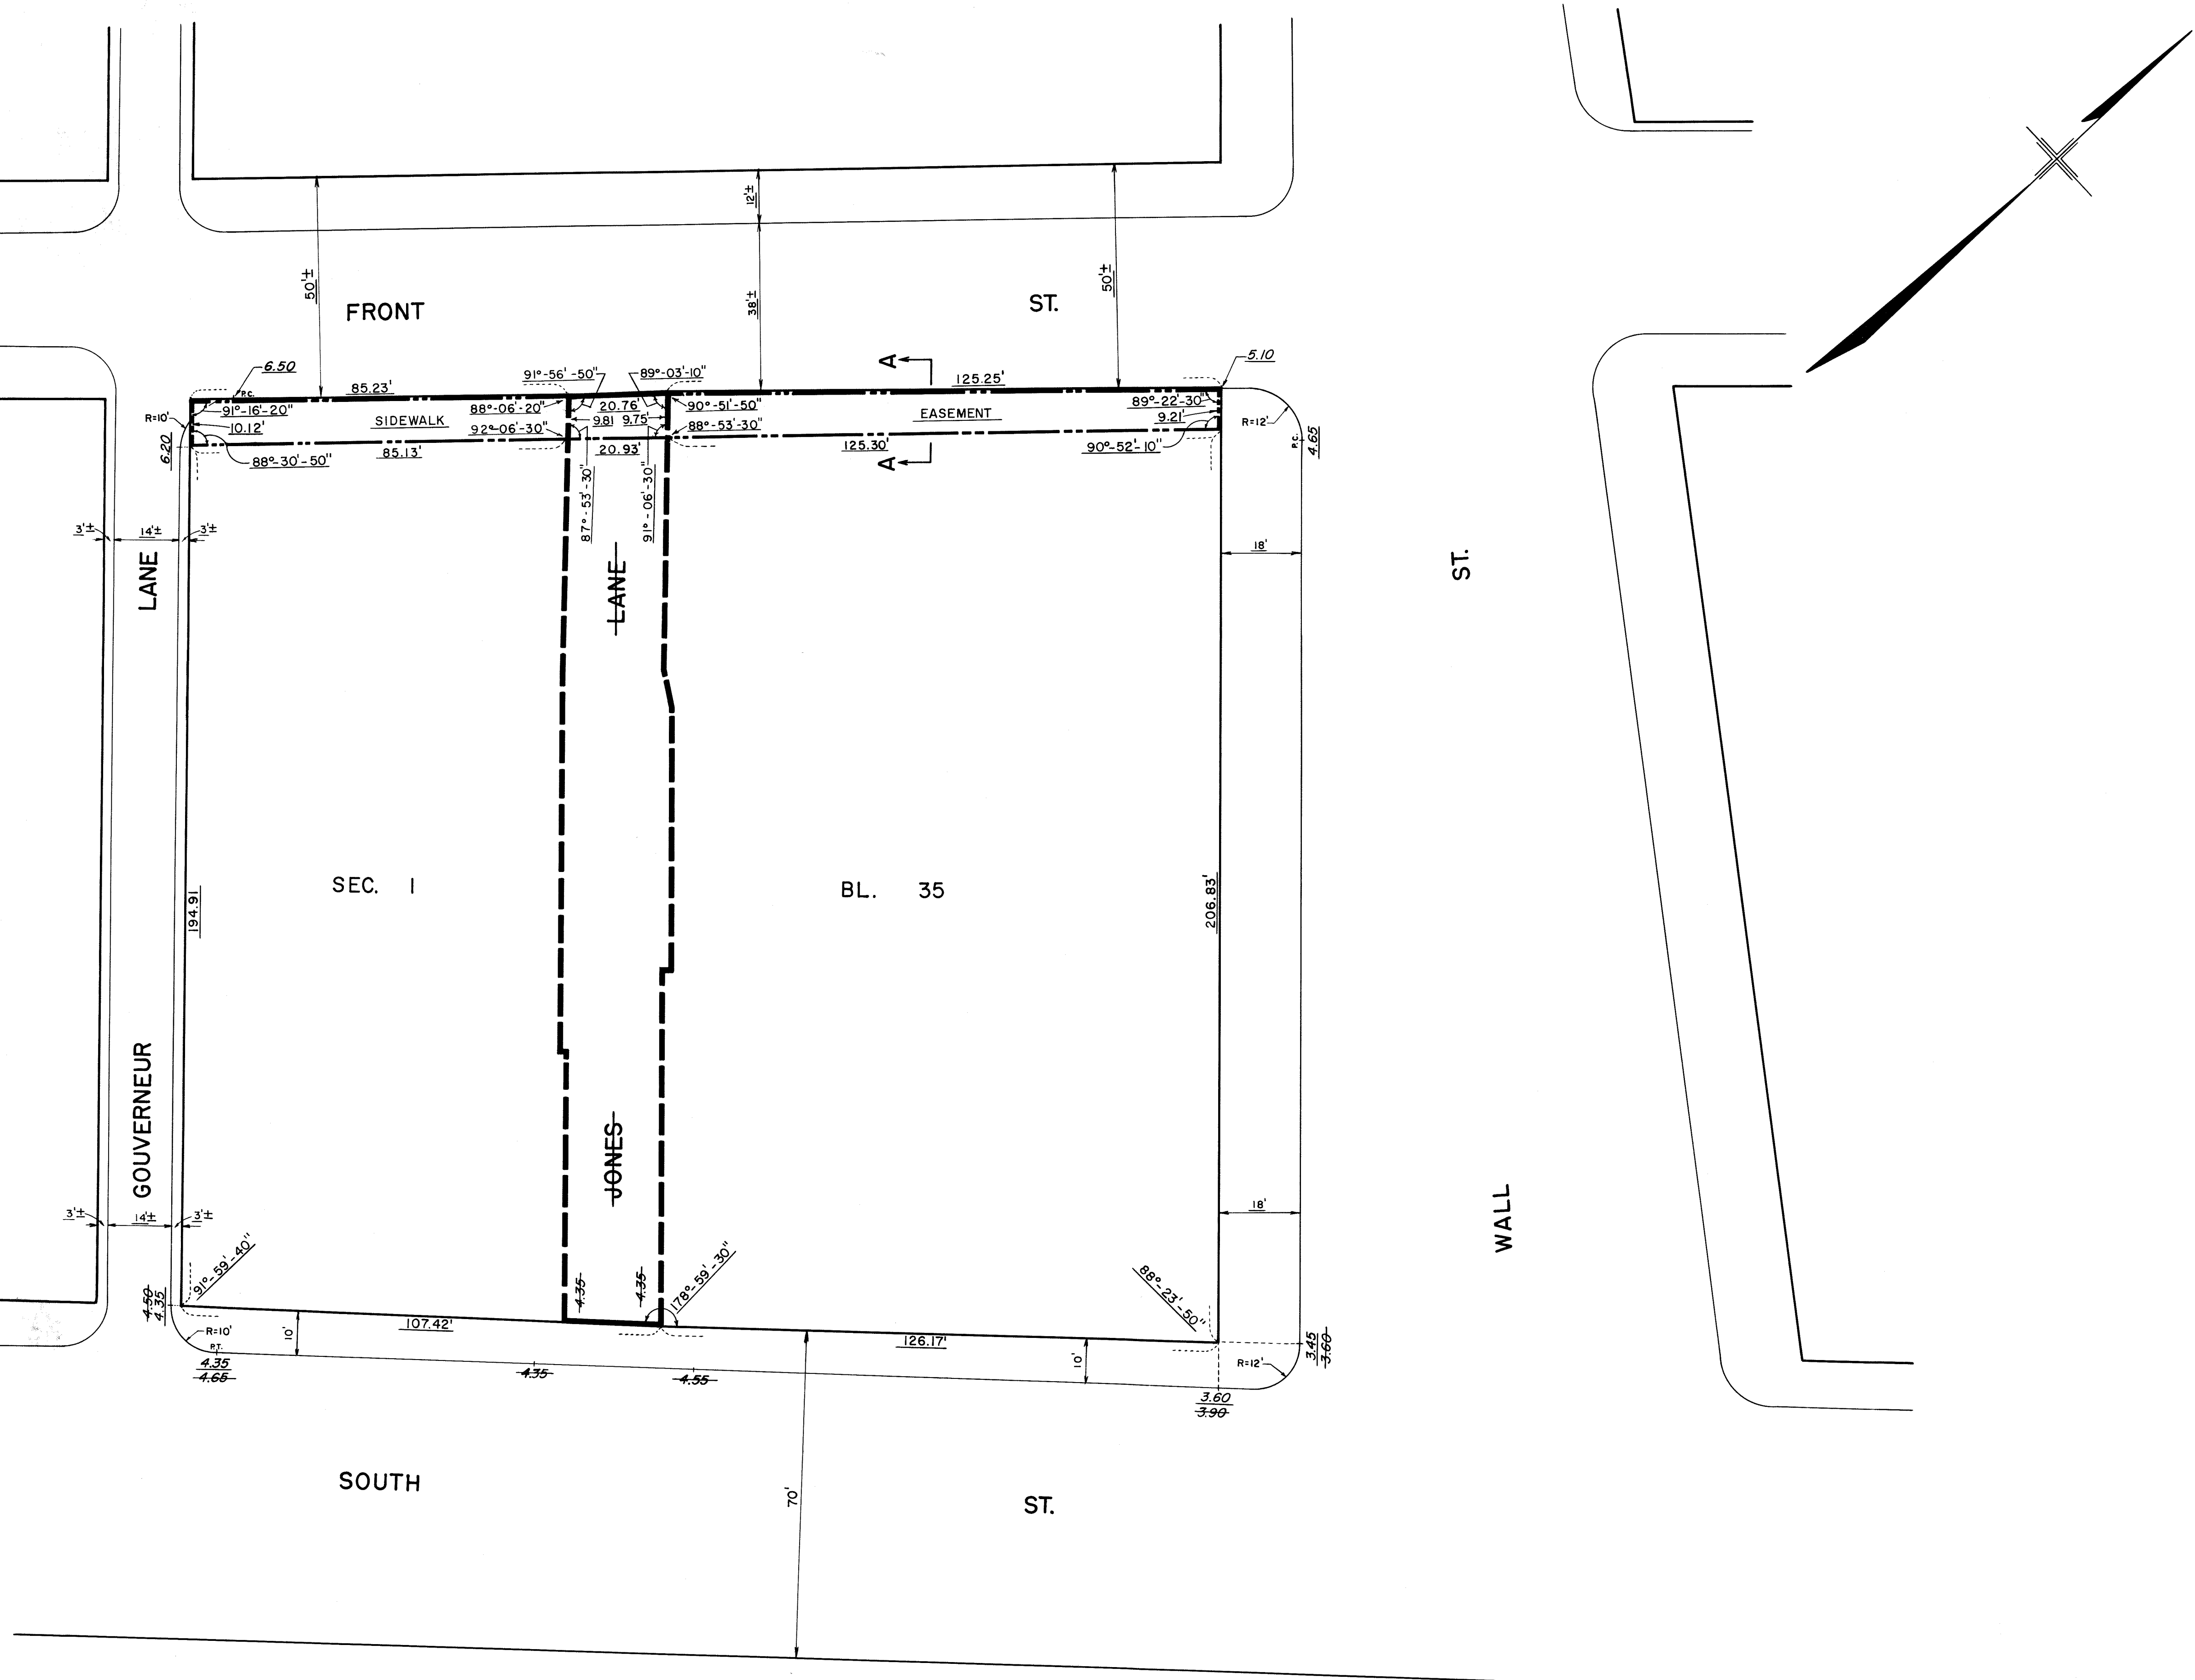 12'±
50'±
38'±
50'±
FRONT
ST.
6.50
85.23'
P.C.
91°-56'-50"
89°-03'-10"
A
125.25'
5.10
R=10'
91°-16'-20"
10.12'
SIDEWALK
88°-06'-20"
20.76'
9.81
9.75'
90°-51'-50"
EASEMENT
89°-22'-30"
9.21'
R=12'
P.C.
4.65
6.20
88°-30'-50"
85.13'
92°-06'-30"
20.93'
88°-53'-30"
125.30'
A
90°-52'-10"
87°-53'-30"
91°-06'-30"
3'±
14'±
3'±
18'
LANE
LANE
ST.
SEC. 1
BL. 35
194.91
206.83'
GOUVERNEUR
JONES
WALL
3'±
14'±
3'±
18'
91°-59'-40"
4.35
4.35
178°-59'-30"
88°-23'-50"
4.50
4.35
R=10'
P.T.
10'
107.42'
126.17'
10'
R=12'
3.45
3.60
4.35
4.65
4.35
4.55
3.60
3.90
SOUTH
70'
ST.